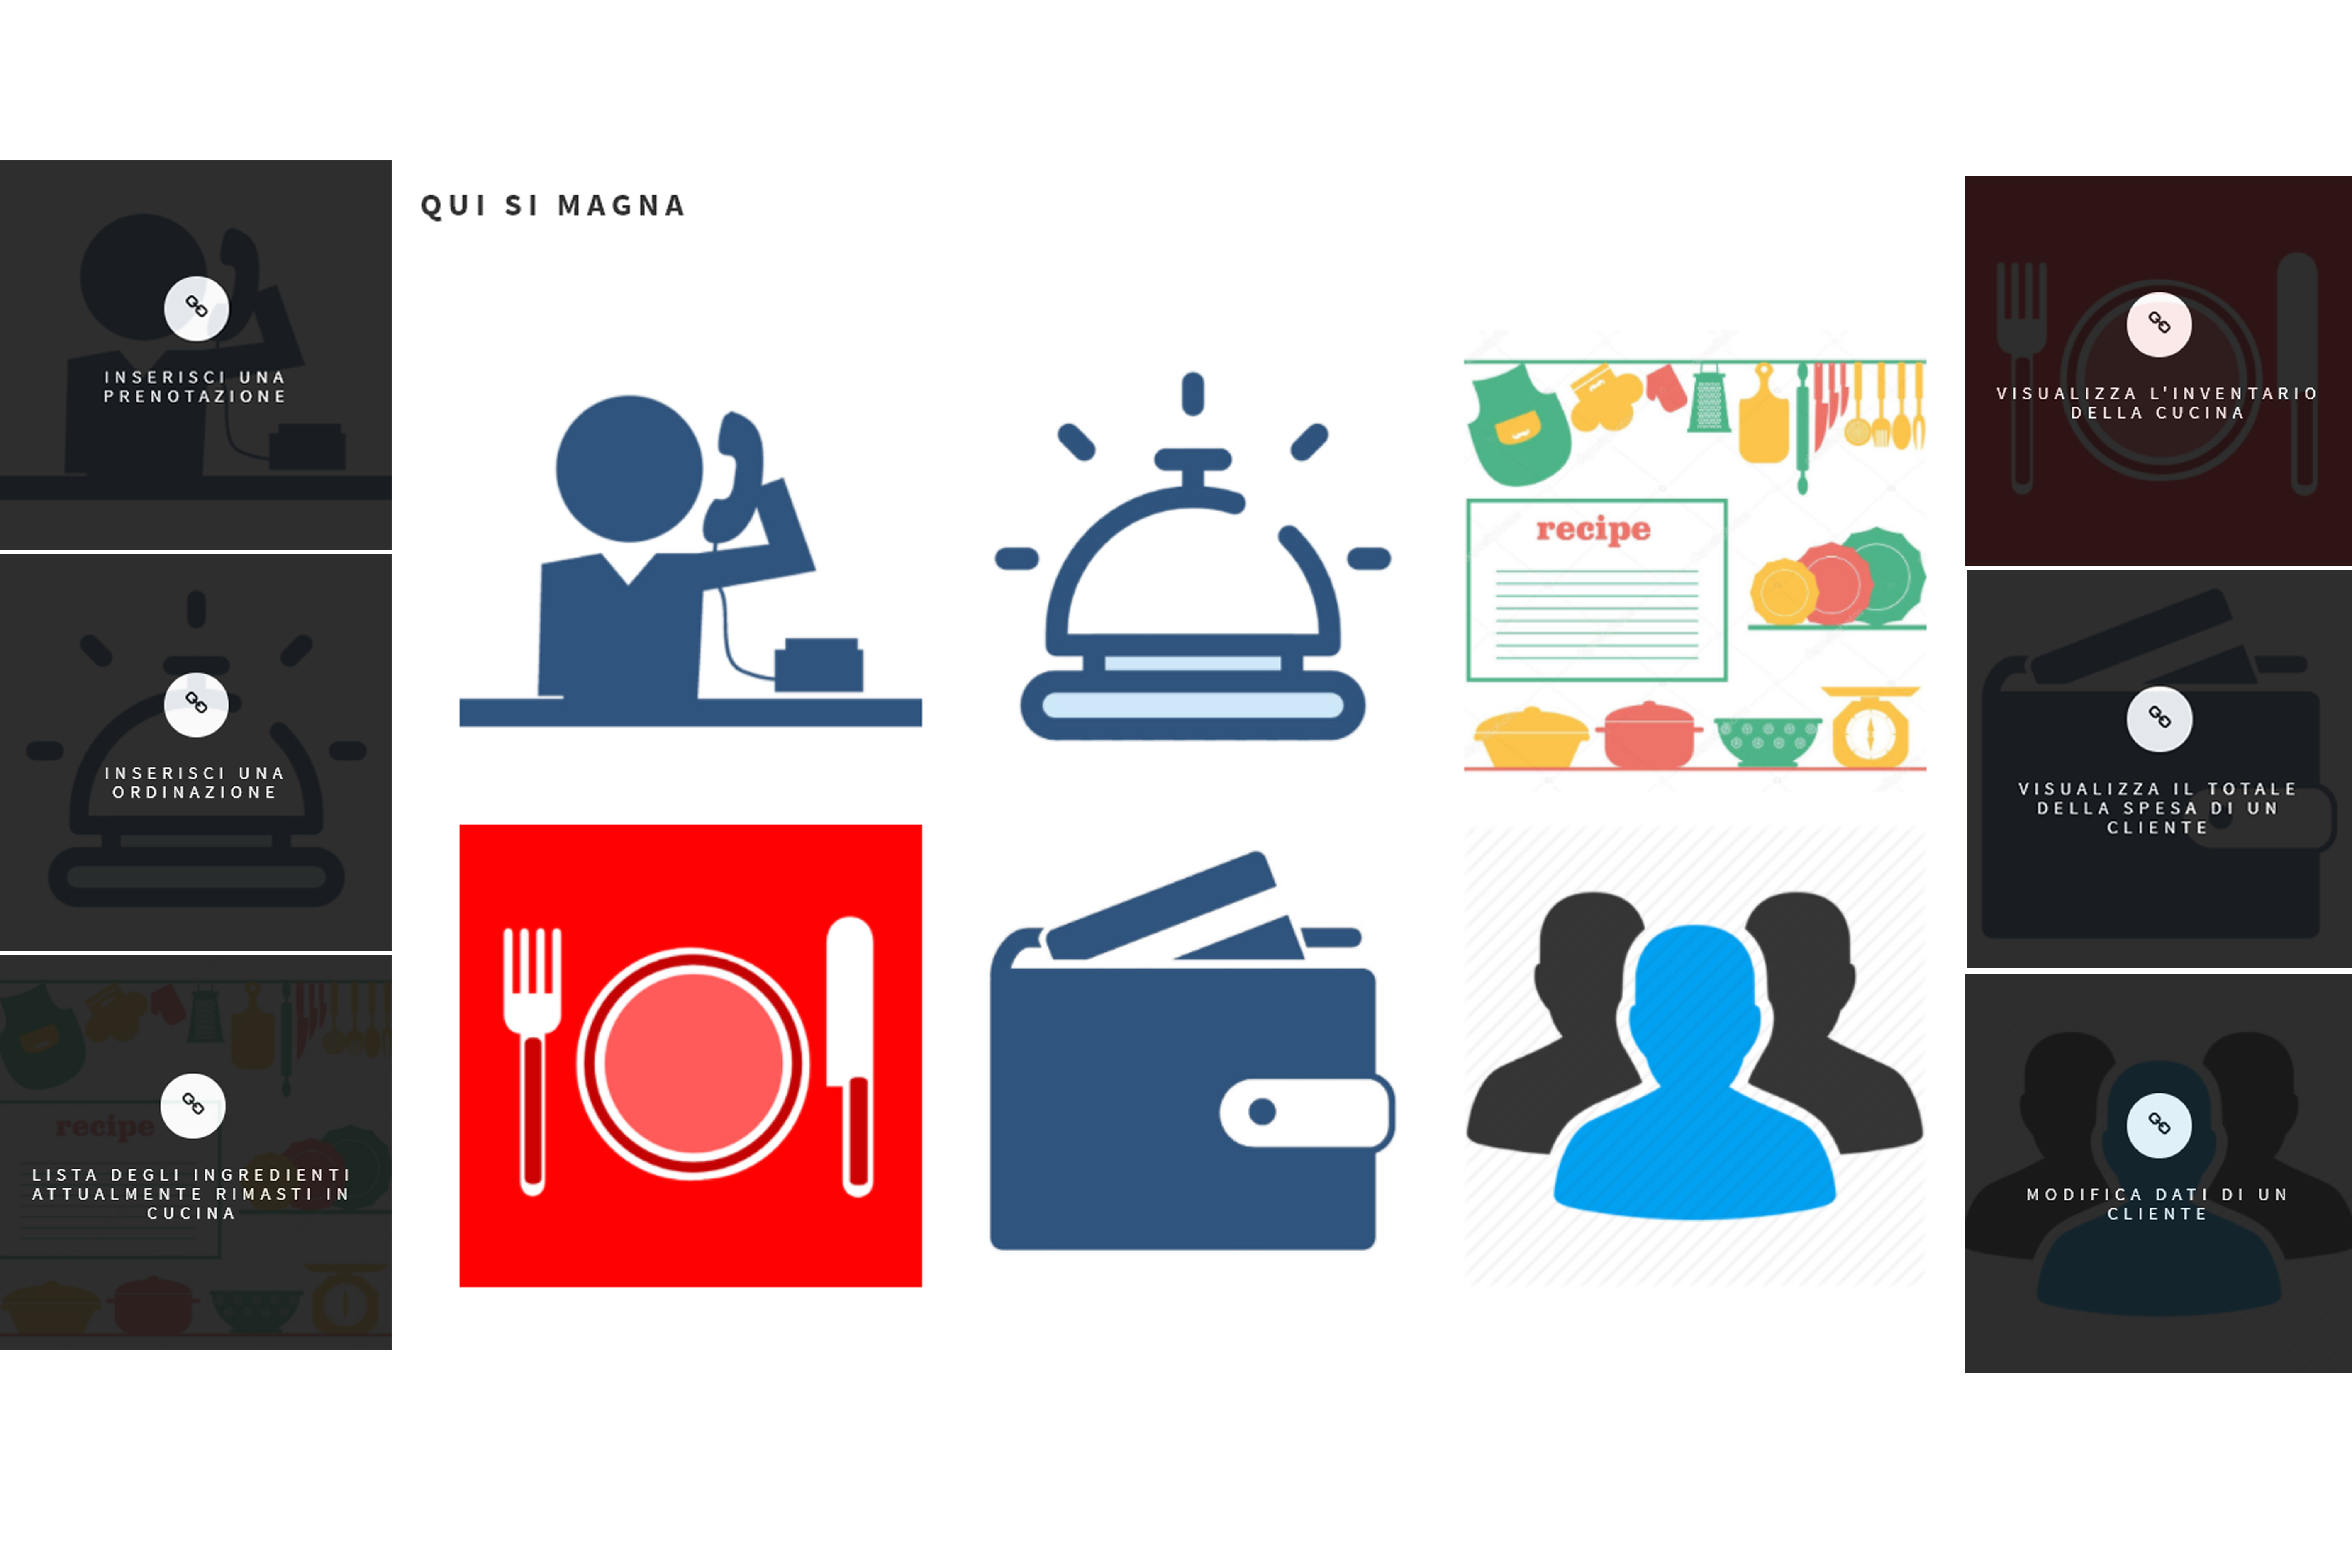 QUI SI MAGNA
INSERISCI UNA
PRENOTAZIONE
INSERISCI UNA
ORDINAZIONE
recipe
LISTA DEGLI INGREDIENTI
ATTUALMENTE RIMASTI IN
CUCINA
recipe
VISUALIZZA L'INVENTARIO
DELLA CUCINA
VISUALIZZA IL TOTALE
DELLA SPESA DI UN
CLIENTE
MODIFICA DATI DI UN
CLIENTE